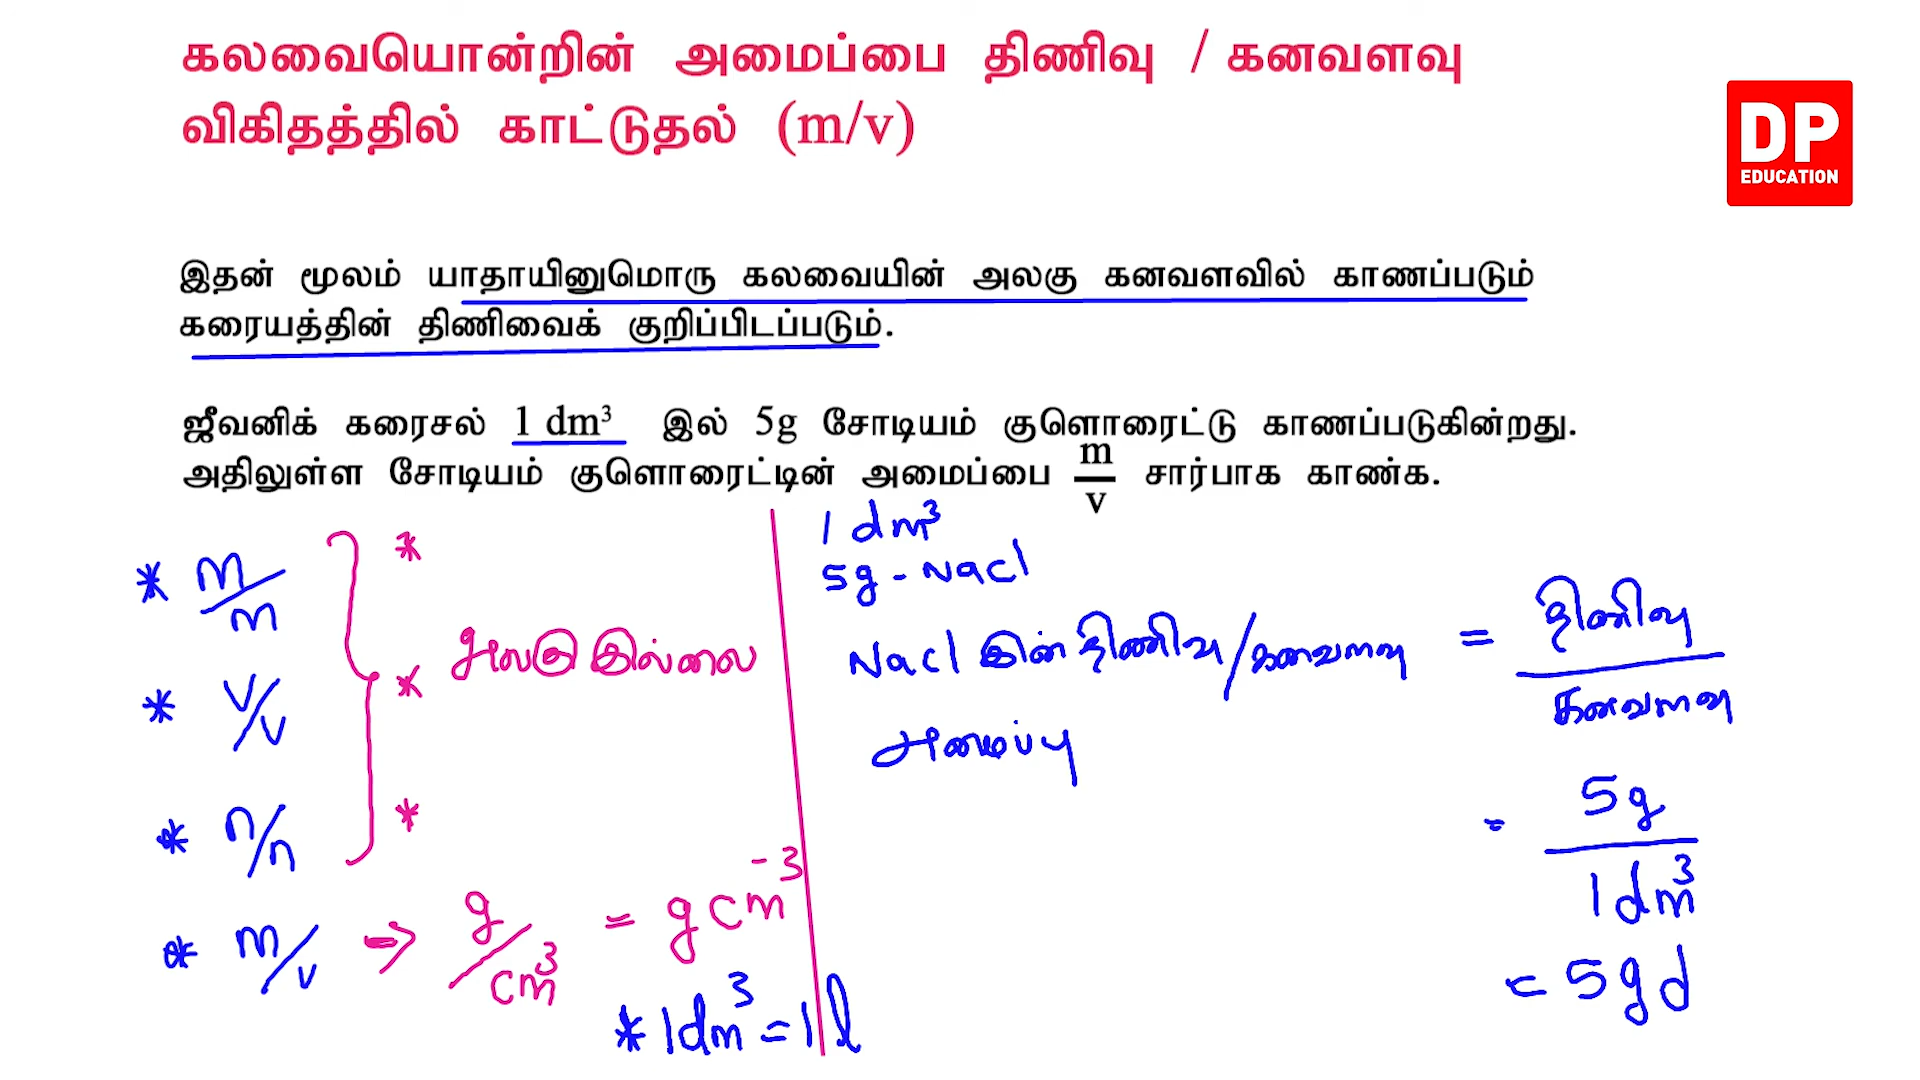 கலவையொன்றின் அமைப்பை திணிவு / கனவளவு
விகிதத்தில் காட்டுதல் (m/v)
DP
EDUCATION
இதன் மூலம் யாதாயினுமொரு கலவையின் அலகு கனவளவில் காணப்படும்
கரையத்தின் திணிவைக் குறிப்பிடப்படும்.
ஜீவனிக் கரைசல் 1 dm³ இல் 5g சோடியம் குளொரைட்டு காணப்படுகின்றது.
அதிலுள்ள சோடியம் குளொரைட்டின் அமைப்பை m/v சார்பாக காண்க.
* m/m
* v/v
* n/n
* * * அலகு இல்லை
* m/v → g/cm³ = gcm⁻³
* 1dm³ = 1l
1 dm³
5g - Nacl
Nacl இன் திணிவு/கனவளவு = திணிவு/கனவளவு
அமைப்பு
= 5g/1dm³
= 5gd